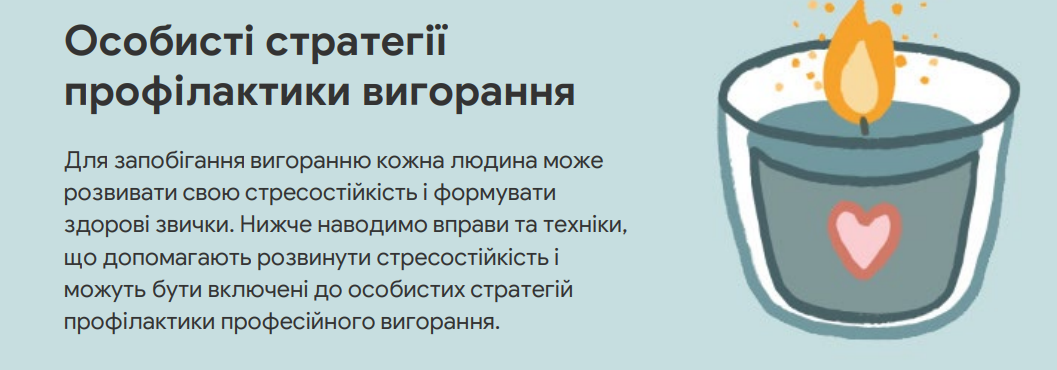 Особисті стратегії
профілактики вигорання
Для запобігання вигоранню кожна людина може
розвивати свою стресостійкість і формувати
здорові звички. Нижче наводимо вправи та техніки,
що допомагають розвинути стресостійкість і
можуть бути включені до особистих стратегій
профілактики професійного вигорання.